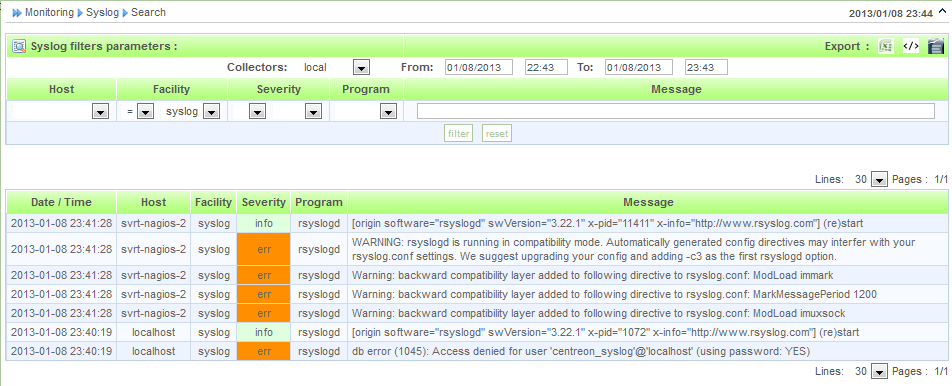 Monitoring Syslog Search 2013/01/08 23:44
Syslog filters parameters : Export :
Collectors: local From: 01/08/2013 22:43 To: 01/08/2013 23:43
Host Facility Severity Program Message
= syslog
filter reset
Lines: 30 Pages : 1/1
Date / Time Host Facility Severity Program Message
2013-01-08 23:41:28 svrt-nagios-2 syslog info rsyslogd [origin software="rsyslogd" swVersion="3.22.1" x-pid="11411" x-info="http://www.rsyslog.com"] (re)start
2013-01-08 23:41:28 svrt-nagios-2 syslog err rsyslogd WARNING: rsyslogd is running in compatibility mode. Automatically generated config directives may interfer with your
rsyslog.conf settings. We suggest upgrading your config and adding -c3 as the first rsyslogd option.
2013-01-08 23:41:28 svrt-nagios-2 syslog err rsyslogd Warning: backward compatibility layer added to following directive to rsyslog.conf: ModLoad immark
2013-01-08 23:41:28 svrt-nagios-2 syslog err rsyslogd Warning: backward compatibility layer added to following directive to rsyslog.conf: MarkMessagePeriod 1200
2013-01-08 23:41:28 svrt-nagios-2 syslog err rsyslogd Warning: backward compatibility layer added to following directive to rsyslog.conf: ModLoad imuxsock
2013-01-08 23:40:19 localhost syslog info rsyslogd [origin software="rsyslogd" swVersion="3.22.1" x-pid="1072" x-info="http://www.rsyslog.com"] (re)start
2013-01-08 23:40:19 localhost syslog err rsyslogd db error (1045): Access denied for user 'centreon_syslog'@'localhost' (using password: YES)
Lines: 30 Pages : 1/1